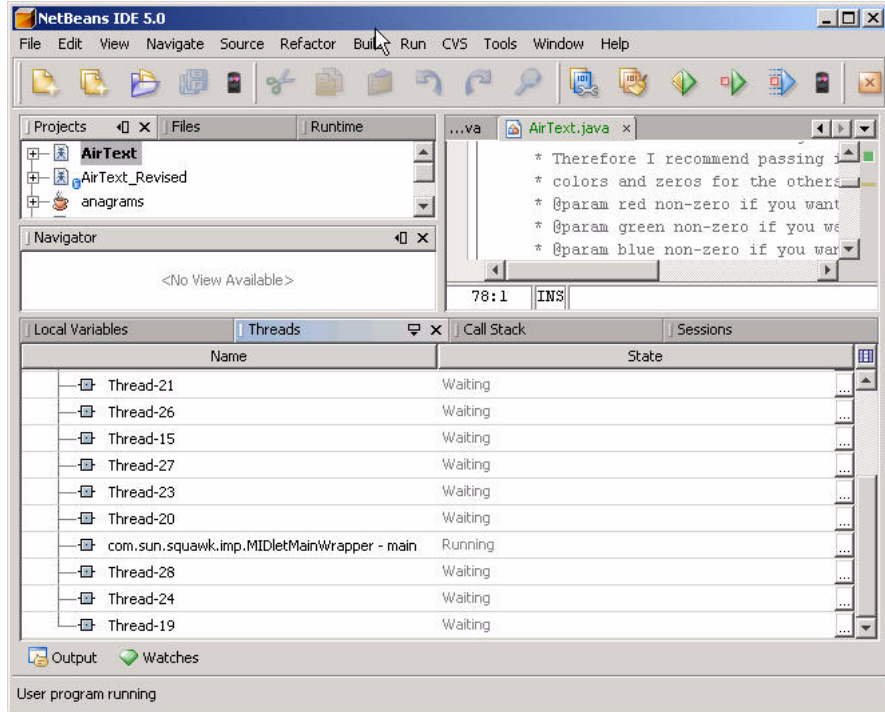 NetBeans IDE 5.0
File Edit View Navigate Source Refactor Build Run CVS Tools Window Help
Projects Files Runtime
AirText
AirText_Revised
anagrams
...va AirText.java
* Therefore I recommend passing
* colors and zeros for the others
* @param red non-zero if you want
* @param green non-zero if you
* @param blue non-zero if you
Navigator
<No View Available>
78:1 INS
Local Variables Threads Call Stack Sessions
Name State
Thread-21 Waiting ...
Thread-26 Waiting ...
Thread-15 Waiting ...
Thread-27 Waiting ...
Thread-23 Waiting ...
Thread-20 Waiting ...
com.sun.squawk.imp.MIDletMainWrapper - main Running ...
Thread-28 Waiting ...
Thread-24 Waiting ...
Thread-19 Waiting ...
Output Watches
User program running